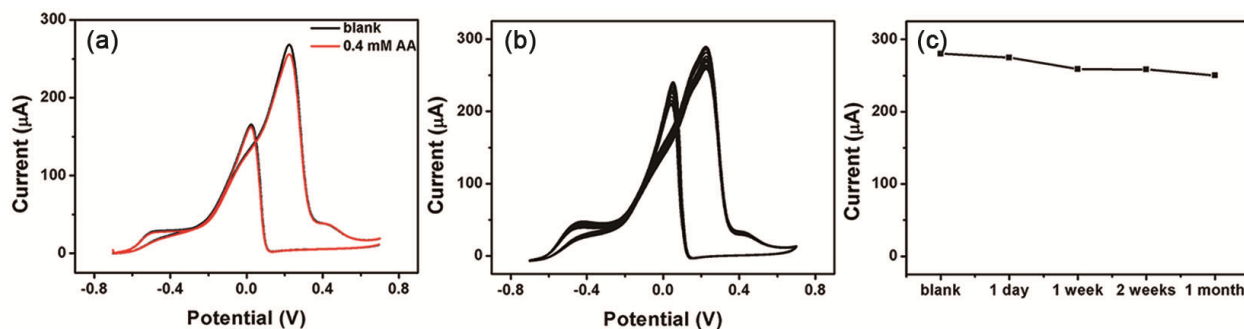 (a)
blank
0.4 mM AA
300
200
100
0
Current (μA)
-0.8
-0.4
0.0
0.4
0.8
Potential (V)
(b)
300
200
100
0
Current (μA)
-0.8
-0.4
0.0
0.4
0.8
Potential (V)
(c)
300
200
100
0
Current (μA)
blank
1 day
1 week
2 weeks
1 month